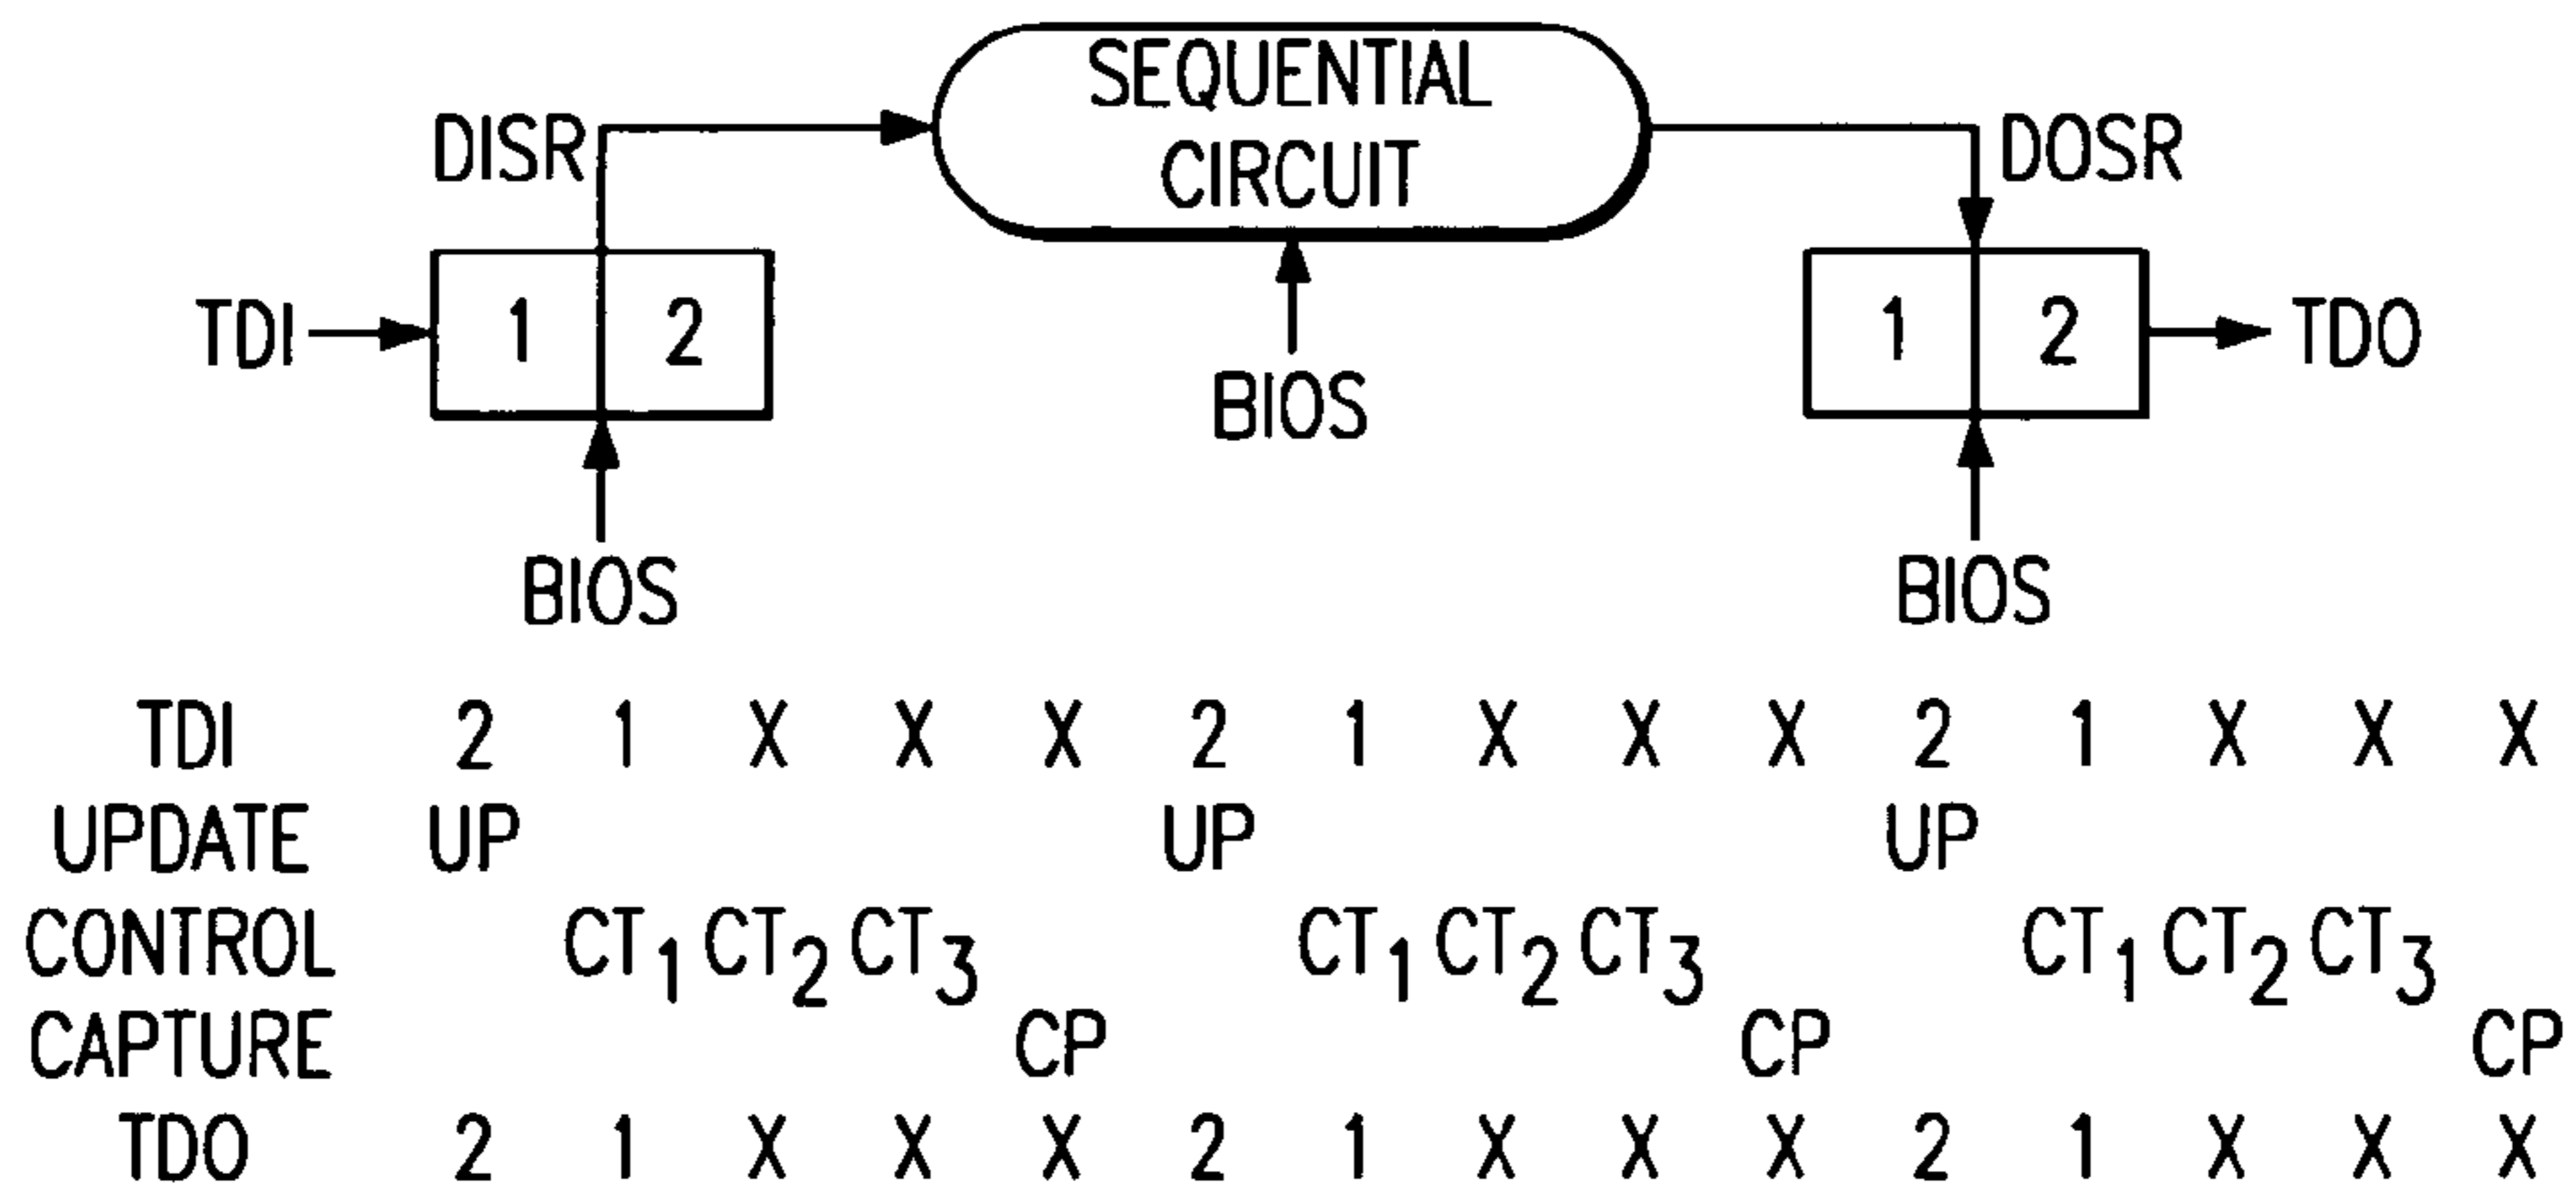 SEQUENTIAL
CIRCUIT
DISR
DOSR
TDI
1 2
1 2
TDO
BIOS
BIOS
BIOS
TDI 2 1 X X X 2 1 X X X 2 1 X X X
UPDATE UP UP UP
CONTROL CT1 CT2 CT3 CT1 CT2 CT3 CT1 CT2 CT3
CAPTURE CP CP CP
TDO 2 1 X X X 2 1 X X X 2 1 X X X